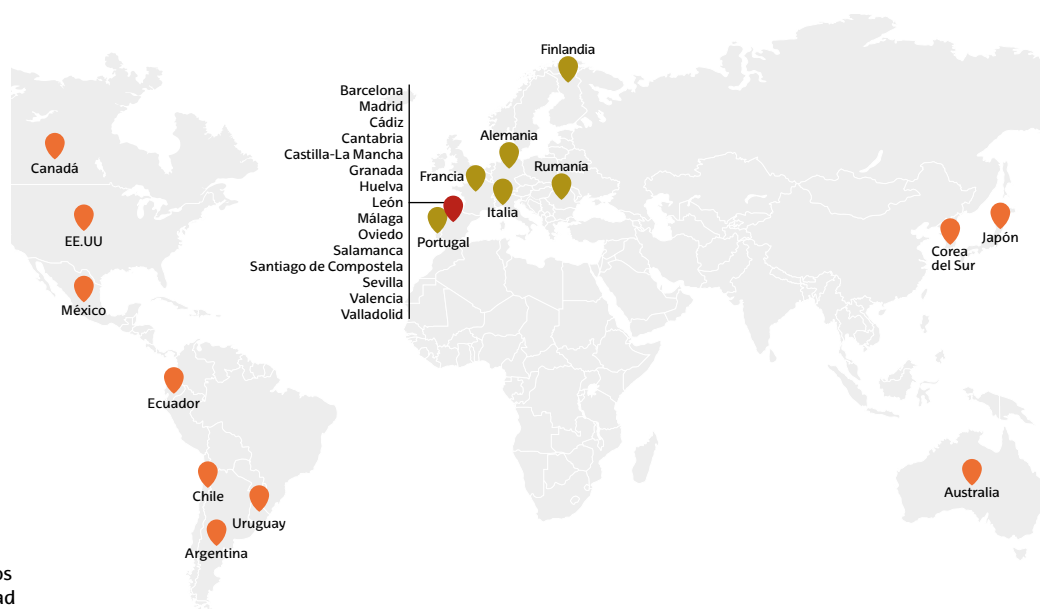 Finlandia
Barcelona
Madrid
Cádiz
Cantabria
Castilla-La Mancha
Granada
Huelva
León
Málaga
Oviedo
Salamanca
Santiago de Compostela
Sevilla
Valencia
Valladolid
Alemania
Francia
Rumanía
Italia
Portugal
Canadá
EE.UU
México
Ecuador
Chile
Uruguay
Argentina
Corea
del Sur
Japón
Australia
os
ad